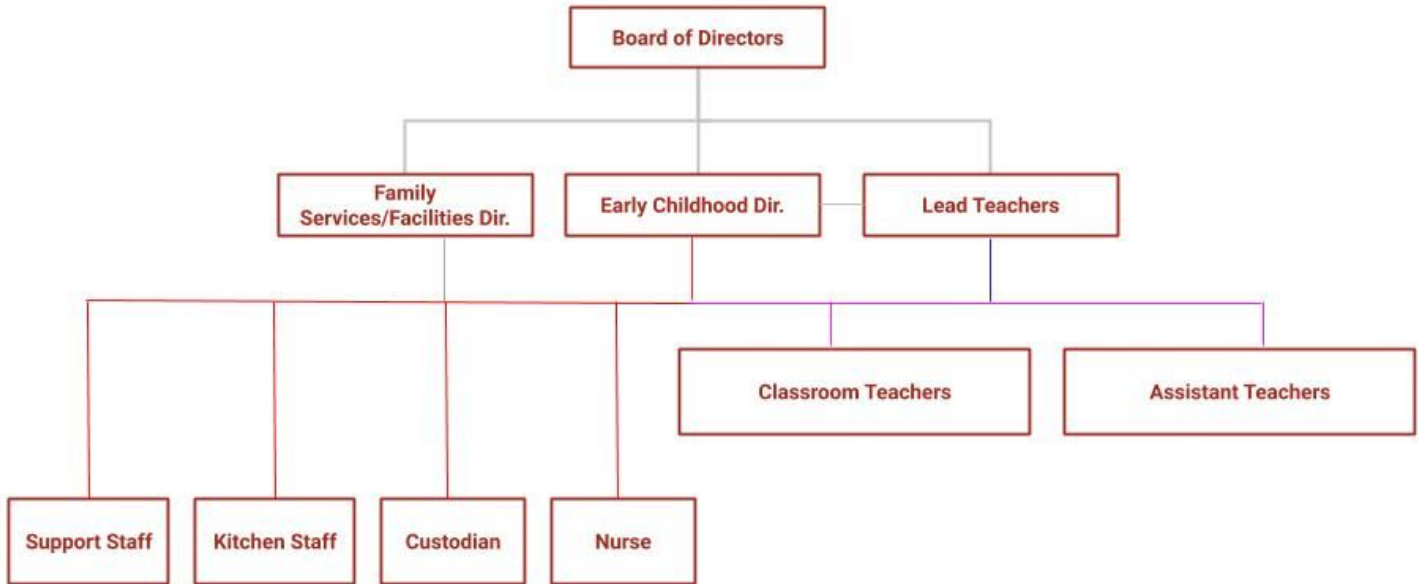 Board of Directors
Family
Services/Facilities Dir.
Early Childhood Dir.
Lead Teachers
Classroom Teachers
Assistant Teachers
Support Staff
Kitchen Staff
Custodian
Nurse